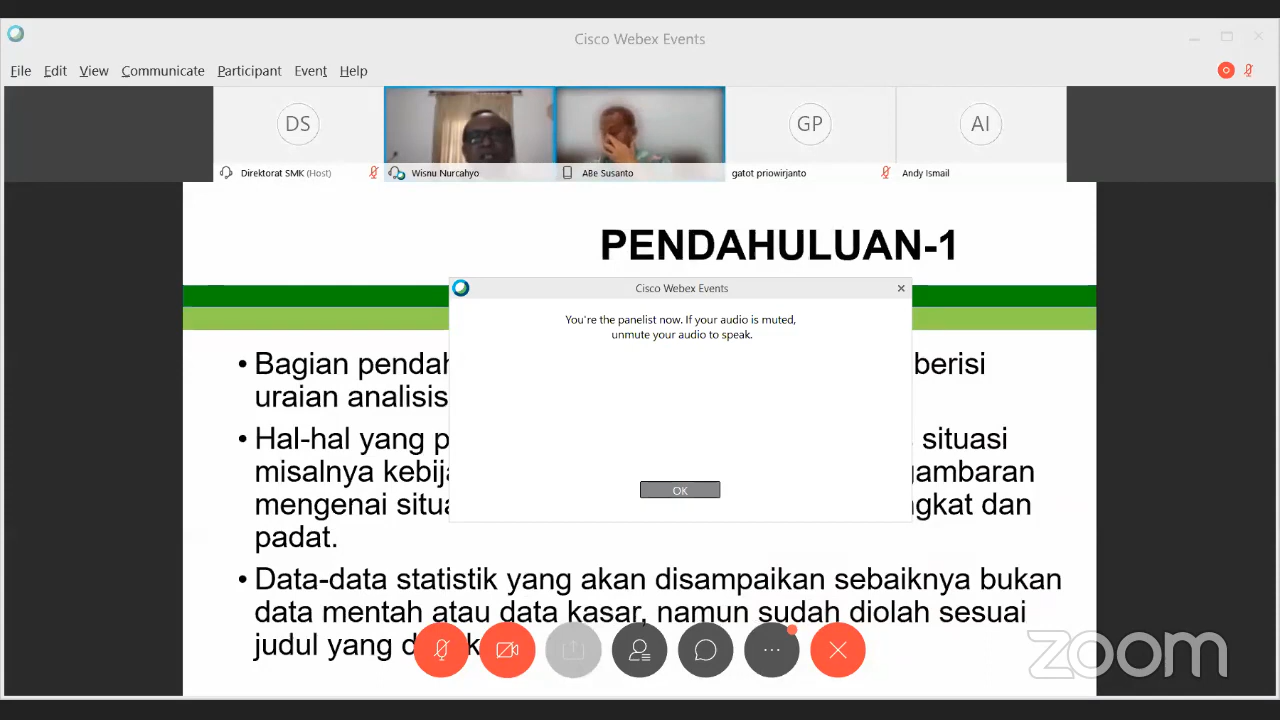 Cisco Webex Events
File Edit View Communicate Participant Event Help
DS GP AI
Direktorat SMK (Host) Wisnu Nurcahyo ABe Susanto gatot priowirjanto Andy Ismail
PENDAHULUAN-1
Cisco Webex Events
You're the panelist now. If your audio is muted,
unmute your audio to speak.
OK
• Bagian pendah berisi
uraian analisis
• Hal-hal yang p situasi
misalnya kebija gambaran
mengenai situa gkat dan
padat.
• Data-data statistik yang akan disampaikan sebaiknya bukan
data mentah atau data kasar, namun sudah diolah sesuai
judul yang d k
zoom